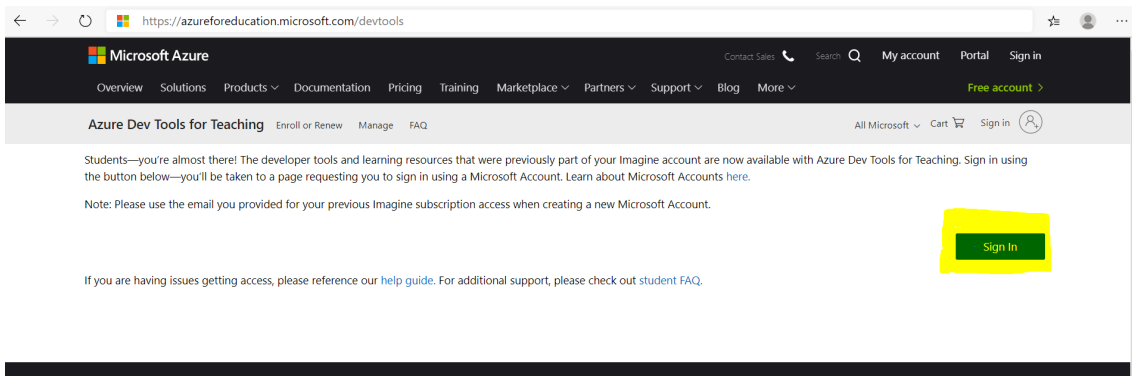 https://azureforeducation.microsoft.com/devtools
Microsoft Azure Contact Sales Search My account Portal Sign in
Overview Solutions Products Documentation Pricing Training Marketplace Partners Support Blog More Free account >
Azure Dev Tools for Teaching Enroll or Renew Manage FAQ All Microsoft Cart Sign in
Students—you're almost there! The developer tools and learning resources that were previously part of your Imagine account are now available with Azure Dev Tools for Teaching. Sign in using
the button below—you'll be taken to a page requesting you to sign in using a Microsoft Account. Learn about Microsoft Accounts here.
Note: Please use the email you provided for your previous Imagine subscription access when creating a new Microsoft Account.
Sign In
If you are having issues getting access, please reference our help guide. For additional support, please check out student FAQ.